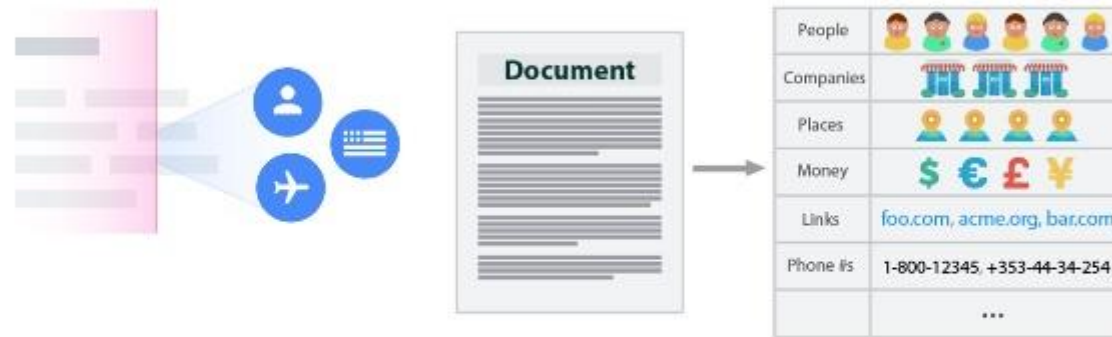 Document
People
Companies
Places
Money
$ € £ ¥
Links
foo.com, acme.org, bar.com
Phone #s
1-800-12345, +353-44-34-254
...